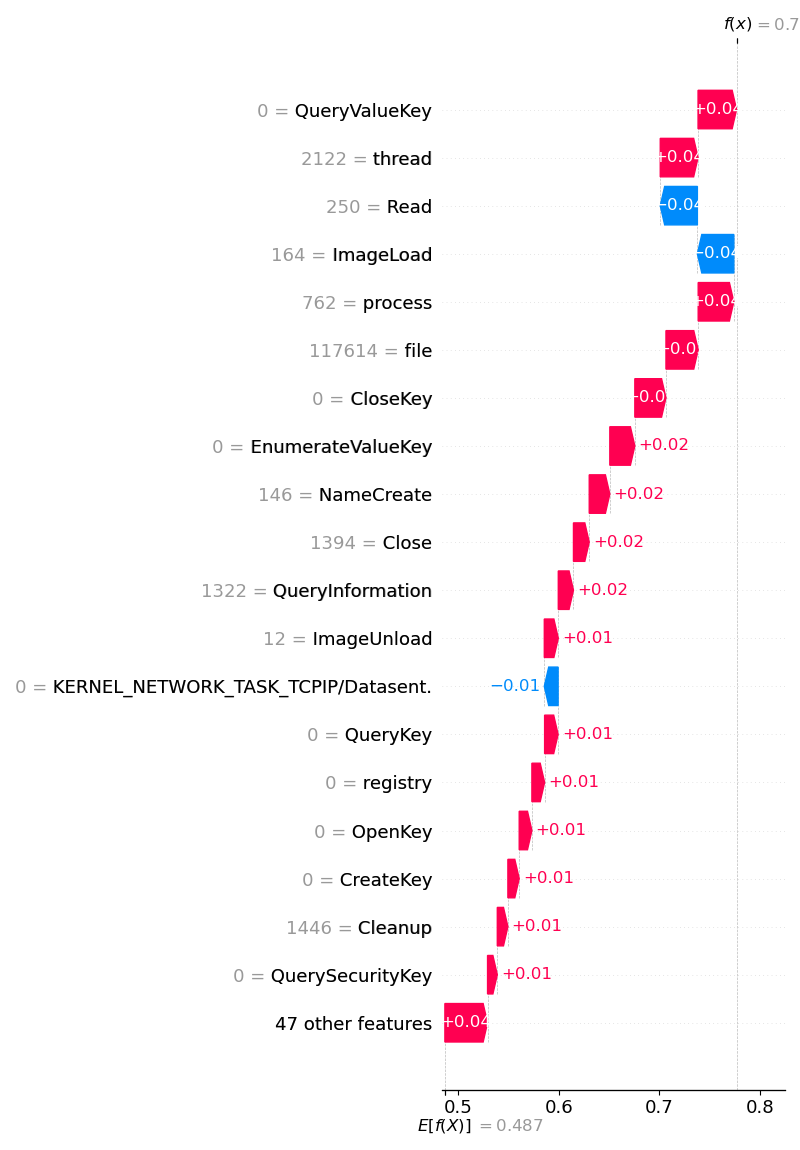 f(x) = 0.7
0 = QueryValueKey +0.04
2122 = thread +0.04
250 = Read −0.04
164 = ImageLoad −0.04
762 = process +0.04
117614 = file +0.0
0 = CloseKey +0.0
0 = EnumerateValueKey +0.02
146 = NameCreate +0.02
1394 = Close +0.02
1322 = QueryInformation +0.02
12 = ImageUnload +0.01
0 = KERNEL_NETWORK_TASK_TCPIP/Datasent. −0.01
0 = QueryKey +0.01
0 = registry +0.01
0 = OpenKey +0.01
0 = CreateKey +0.01
1446 = Cleanup +0.01
0 = QuerySecurityKey +0.01
47 other features +0.04
0.5 0.6 0.7 0.8
E[f(X)] = 0.487